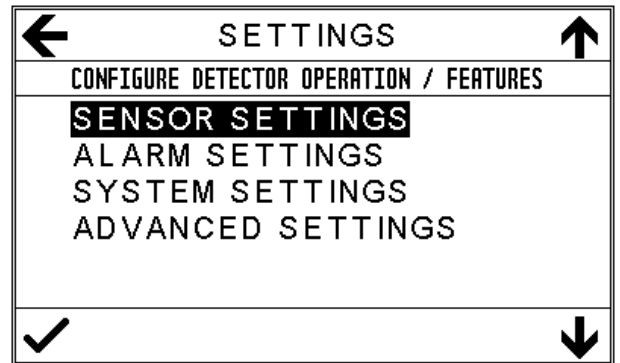 SETTINGS
CONFIGURE DETECTOR OPERATION / FEATURES
SENSOR SETTINGS
ALARM SETTINGS
SYSTEM SETTINGS
ADVANCED SETTINGS